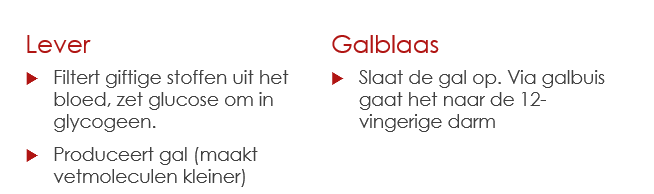 Lever
Filtert giftige stoffen uit het
bloed, zet glucose om in
glycogeen.
Produceert gal (maakt
vetmoleculen kleiner)
Galblaas
Slaat de gal op. Via galbuis
gaat het naar de 12-
vingerige darm